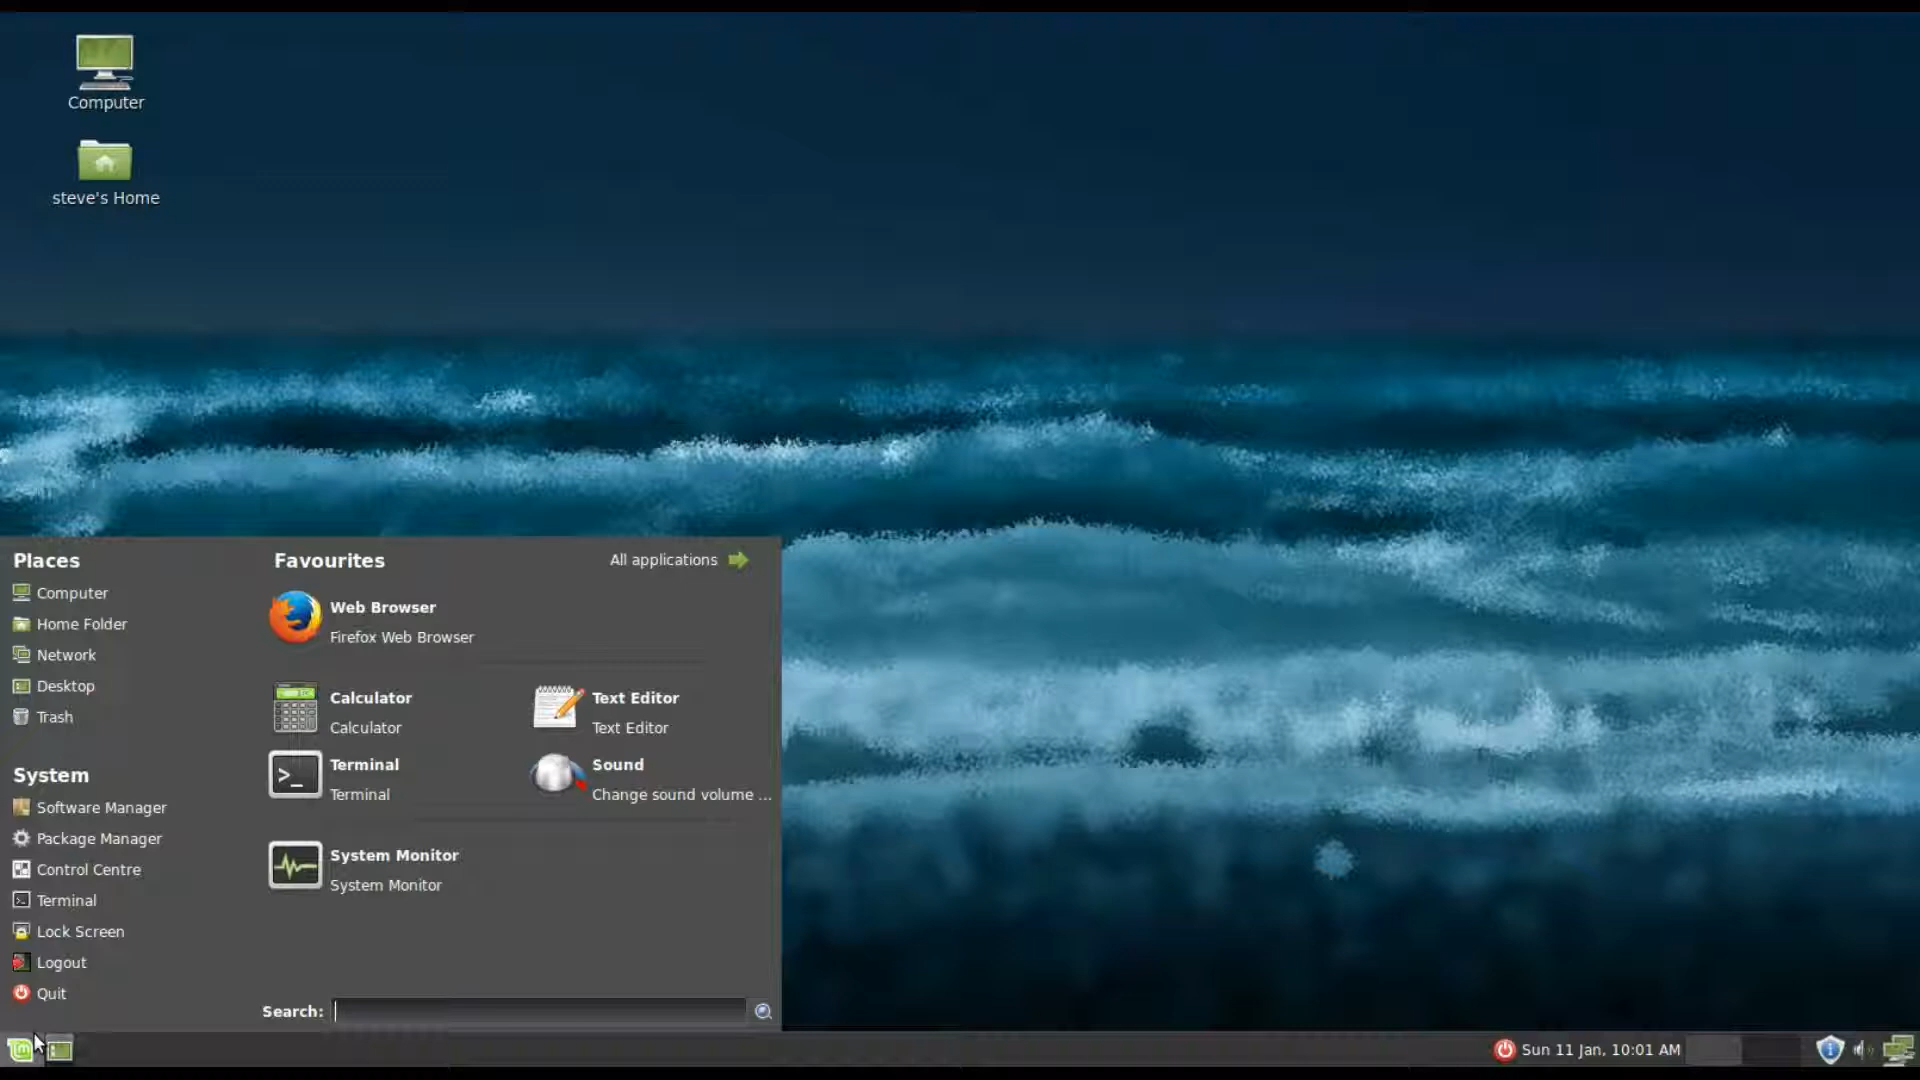 Computer
steve's Home
Places
Computer
Home Folder
Network
Desktop
Trash
System
Software Manager
Package Manager
Control Centre
Terminal
Lock Screen
Logout
Quit
Favourites
All applications
Web Browser
Firefox Web Browser
Calculator
Calculator
Text Editor
Text Editor
Terminal
Terminal
Sound
Change sound volume ...
System Monitor
System Monitor
Search:
Sun 11 Jan, 10:01 AM